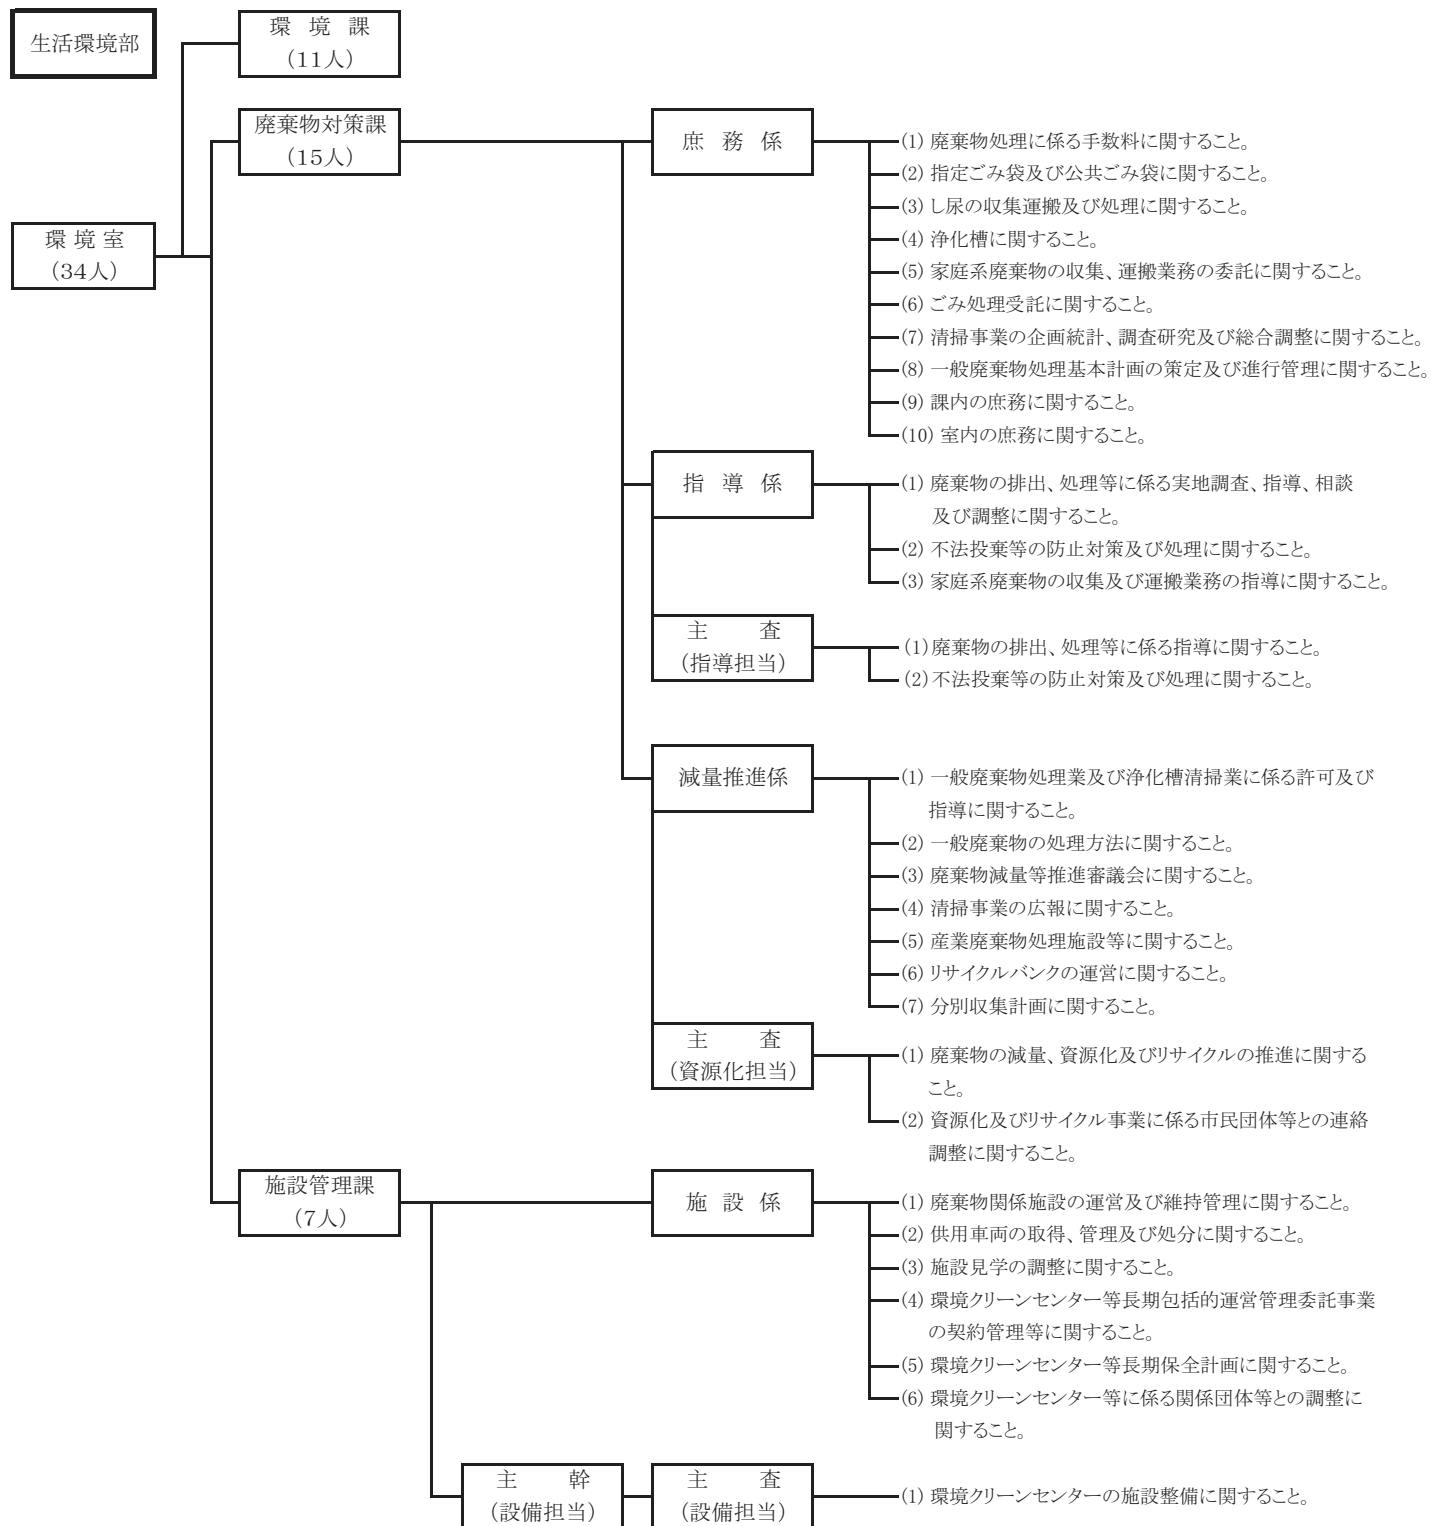 生活環境部
環境課
（11人）
廃棄物対策課
（15人）
環境室
（34人）
庶務係
(1) 廃棄物処理に係る手数料に関すること。
(2) 指定ごみ袋及び公共ごみ袋に関すること。
(3) し尿の収集運搬及び処理に関すること。
(4) 浄化槽に関すること。
(5) 家庭系廃棄物の収集、運搬業務の委託に関すること。
(6) ごみ処理受託に関すること。
(7) 清掃事業の企画統計、調査研究及び総合調整に関すること。
(8) 一般廃棄物処理基本計画の策定及び進行管理に関すること。
(9) 課内の庶務に関すること。
(10) 室内の庶務に関すること。
指導係
(1) 廃棄物の排出、処理等に係る実地調査、指導、相談
及び調整に関すること。
(2) 不法投棄等の防止対策及び処理に関すること。
(3) 家庭系廃棄物の収集及び運搬業務の指導に関すること。
主査
（指導担当）
(1)廃棄物の排出、処理等に係る指導に関すること。
(2)不法投棄等の防止対策及び処理に関すること。
減量推進係
(1) 一般廃棄物処理業及び浄化槽清掃業に係る許可及び
指導に関すること。
(2) 一般廃棄物の処理方法に関すること。
(3) 廃棄物減量等推進審議会に関すること。
(4) 清掃事業の広報に関すること。
(5) 産業廃棄物処理施設等に関すること。
(6) リサイクルバンクの運営に関すること。
(7) 分別収集計画に関すること。
主査
（資源化担当）
(1) 廃棄物の減量、資源化及びリサイクルの推進に関する
こと。
(2) 資源化及びリサイクル事業に係る市民団体等との連絡
調整に関すること。
施設管理課
（7人）
施設係
(1) 廃棄物関係施設の運営及び維持管理に関すること。
(2) 供用車両の取得、管理及び処分に関すること。
(3) 施設見学の調整に関すること。
(4) 環境クリーンセンター等長期包括的運営管理委託事業
の契約管理等に関すること。
(5) 環境クリーンセンター等長期保全計画に関すること。
(6) 環境クリーンセンター等に係る関係団体等との調整に
関すること。
主幹
（設備担当）
主査
（設備担当）
(1) 環境クリーンセンターの施設整備に関すること。